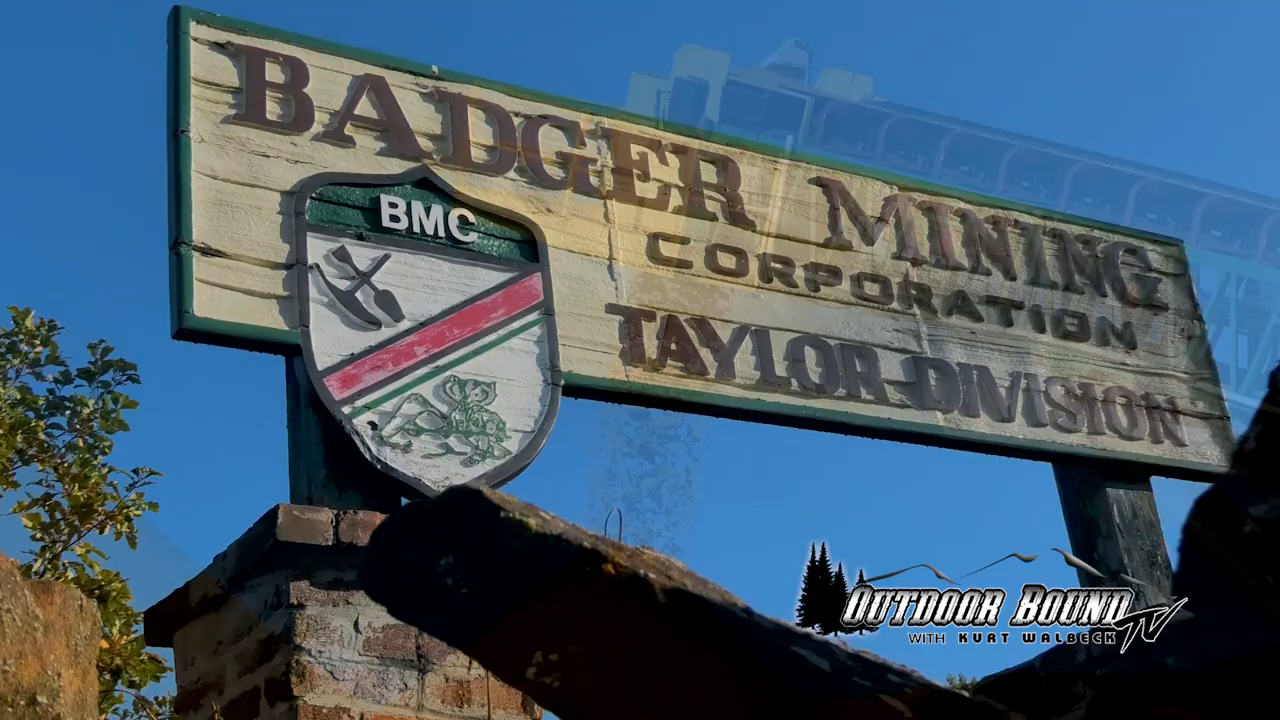 BADGER MINING
CORPORATION
BMC
TAYLOR DIVISION
OUTDOOR BOUND TV
WITH KURT WALBECK